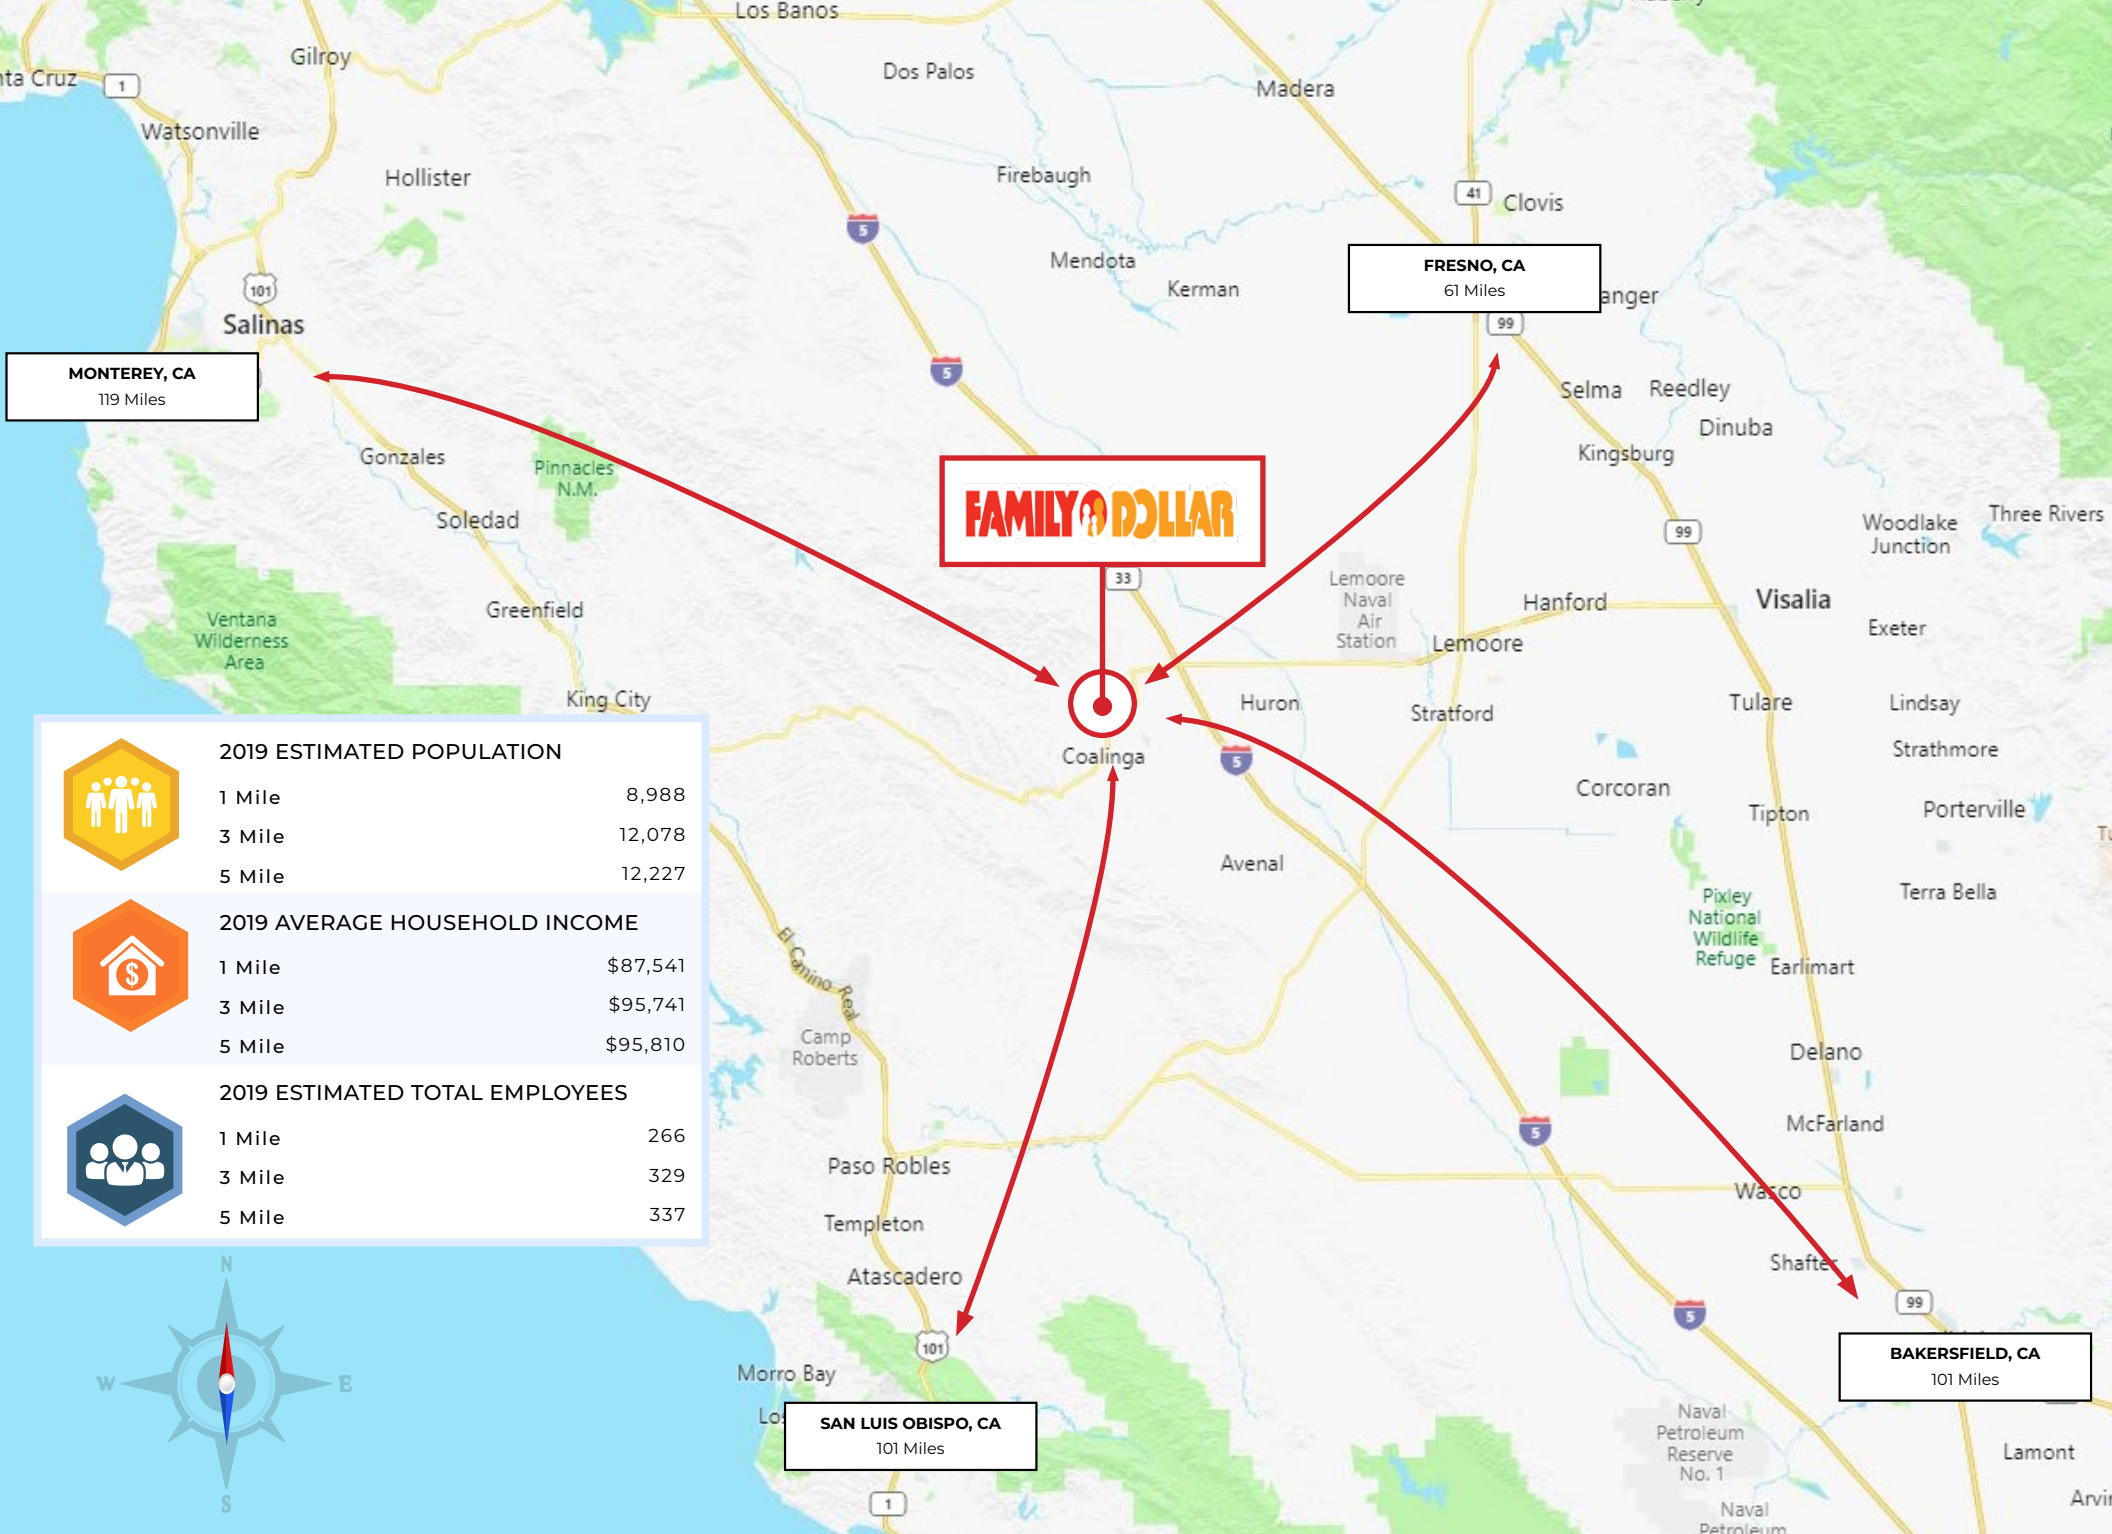 Los Banos
Gilroy
Dos Palos
ta Cruz
1
Madera
Watsonville
Hollister
Firebaugh
41
Clovis
5
Mendota
FRESNO, CA
61 Miles
Kerman
anger
101
99
Salinas
MONTEREY, CA
119 Miles
5
Selma
Reedley
Dinuba
Gonzales
Kingsburg
Pinnacles
N.M.
Soledad
FAMILY DOLLAR
99
Woodlake
Junction
Three Rivers
33
Lemoore
Naval
Air
Station
Greenfield
Hanford
Visalia
Ventana
Wilderness
Area
Lemoore
Exeter
King City
Huron
Stratford
Tulare
Lindsay
Coalinga
5
Strathmore
Corcoran
Tipton
Porterville
Avenal
Terra Bella
Pixley
National
Wildlife
Refuge
Earlimart
2019 ESTIMATED POPULATION
1 Mile 8,988
3 Mile 12,078
5 Mile 12,227
2019 AVERAGE HOUSEHOLD INCOME
$
1 Mile $87,541
3 Mile $95,741
5 Mile $95,810
2019 ESTIMATED TOTAL EMPLOYEES
1 Mile 266
3 Mile 329
5 Mile 337
El Camino Real
Camp
Roberts
Delano
McFarland
5
Paso Robles
Wasco
Templeton
Shafter
Atascadero
N
W
E
S
99
5
101
BAKERSFIELD, CA
101 Miles
Morro Bay
Los
SAN LUIS OBISPO, CA
101 Miles
Naval
Petroleum
Reserve
No. 1
Lamont
1
Naval
Petroleum
Arvin